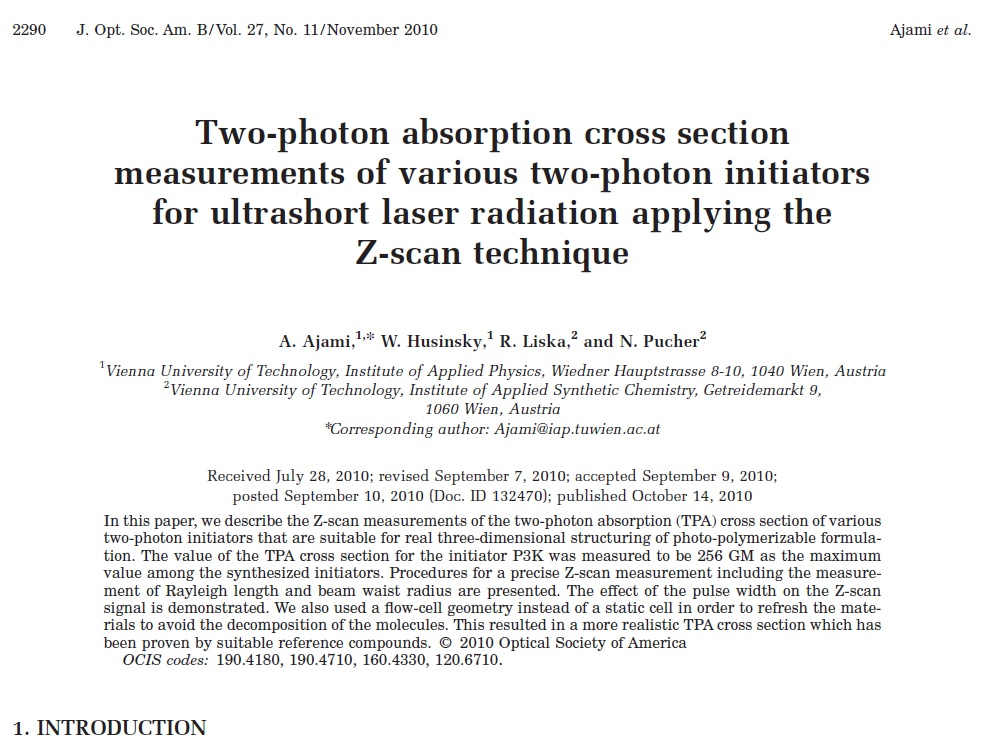 2290 J. Opt. Soc. Am. B/Vol. 27, No. 11/November 2010 Ajami et al.
Two-photon absorption cross section
measurements of various two-photon initiators
for ultrashort laser radiation applying the
Z-scan technique
A. Ajami,1,* W. Husinsky,1 R. Liska,2 and N. Pucher2
1Vienna University of Technology, Institute of Applied Physics, Wiedner Hauptstrasse 8-10, 1040 Wien, Austria
2Vienna University of Technology, Institute of Applied Synthetic Chemistry, Getreidemarkt 9,
1060 Wien, Austria
*Corresponding author: Ajami@iap.tuwien.ac.at
Received July 28, 2010; revised September 7, 2010; accepted September 9, 2010;
posted September 10, 2010 (Doc. ID 132470); published October 14, 2010
In this paper, we describe the Z-scan measurements of the two-photon absorption (TPA) cross section of various
two-photon initiators that are suitable for real three-dimensional structuring of photo-polymerizable formula-
tion. The value of the TPA cross section for the initiator P3K was measured to be 256 GM as the maximum
value among the synthesized initiators. Procedures for a precise Z-scan measurement including the measure-
ment of Rayleigh length and beam waist radius are presented. The effect of the pulse width on the Z-scan
signal is demonstrated. We also used a flow-cell geometry instead of a static cell in order to refresh the mate-
rials to avoid the decomposition of the molecules. This resulted in a more realistic TPA cross section which has
been proven by suitable reference compounds. © 2010 Optical Society of America
OCIS codes: 190.4180, 190.4710, 160.4330, 120.6710.
1. INTRODUCTION